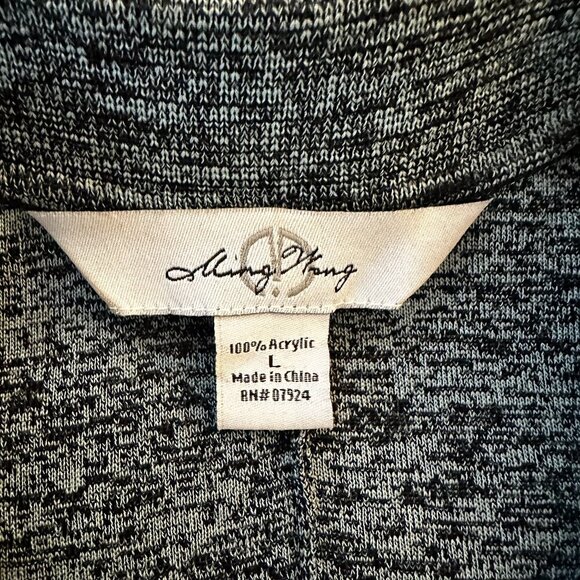 Ming Wang
100% Acrylic
L
Made in China
RN# 07924